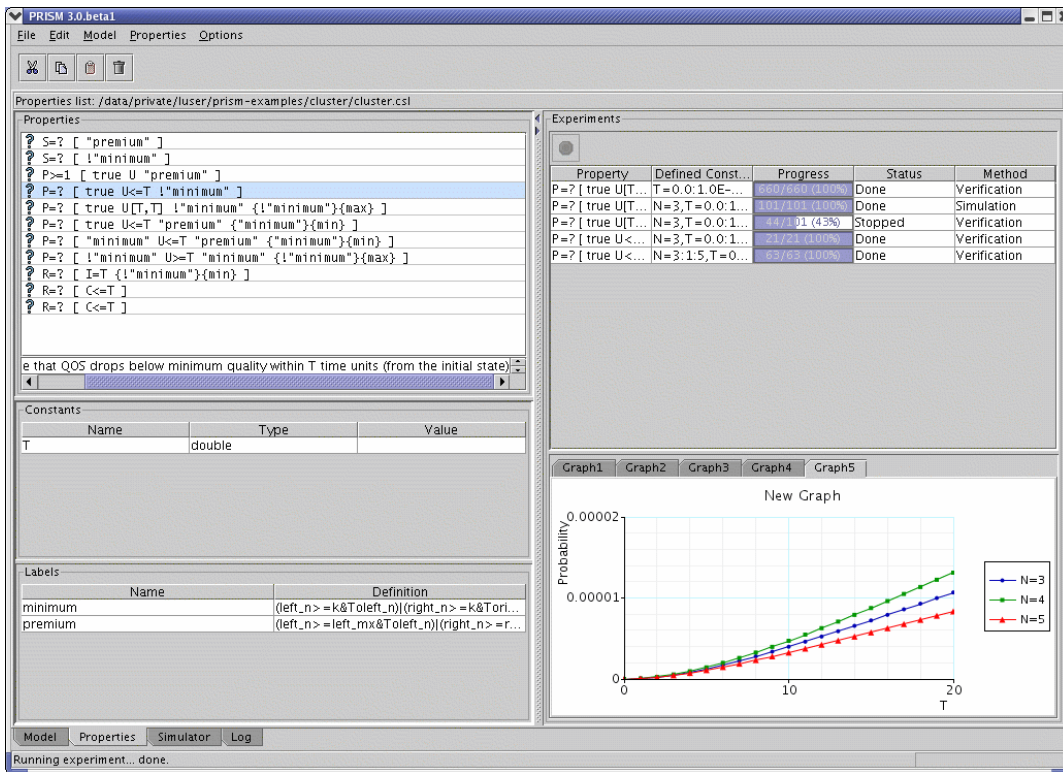 PRISM 3.0.beta1
File Edit Model Properties Options
Properties list: /data/private/luser/prism-examples/cluster/cluster.csl
Properties
? S=? [ "premium" ]
? S=? [ !"minimum" ]
? P>=1 [ true U "premium" ]
? P=? [ true U<=T !"minimum" ]
? P=? [ true U[T,T] !"minimum" {!"minimum"}{max} ]
? P=? [ true U<=T "premium" {"minimum"}{min} ]
? P=? [ "minimum" U<=T "premium" {"minimum"}{min} ]
? P=? [ !"minimum" U>=T "minimum" {!"minimum"}{max} ]
? R=? [ I=T {!"minimum"}{min} ]
? R=? [ C<=T ]
? R=? [ C<=T ]
e that QOS drops below minimum quality within T time units (from the initial state)
Constants
Name Type Value
T double
Labels
Name Definition
minimum (left_n>=k&Toleft_n)|(right_n>=k&Tori...
premium (left_n>=left_mx&Toleft_n)|(right_n>=r...
Experiments
Property Defined Const... Progress Status Method
P=? [ true U[T... T=0.0:1.0E-... 660/660 (100%) Done Verification
P=? [ true U[T... N=3,T=0.0:1... 101/101 (100%) Done Simulation
P=? [ true U[T... N=3,T=0.0:1... 44/101 (43%) Stopped Verification
P=? [ true U<... N=3,T=0.0:1... 21/21 (100%) Done Verification
P=? [ true U<... N=3:1:5,T=0... 63/63 (100%) Done Verification
Graph1 Graph2 Graph3 Graph4 Graph5
New Graph
Probability
0.00002
0.00001
0
0 10 20
T
N=3
N=4
N=5
Model Properties Simulator Log
Running experiment... done.